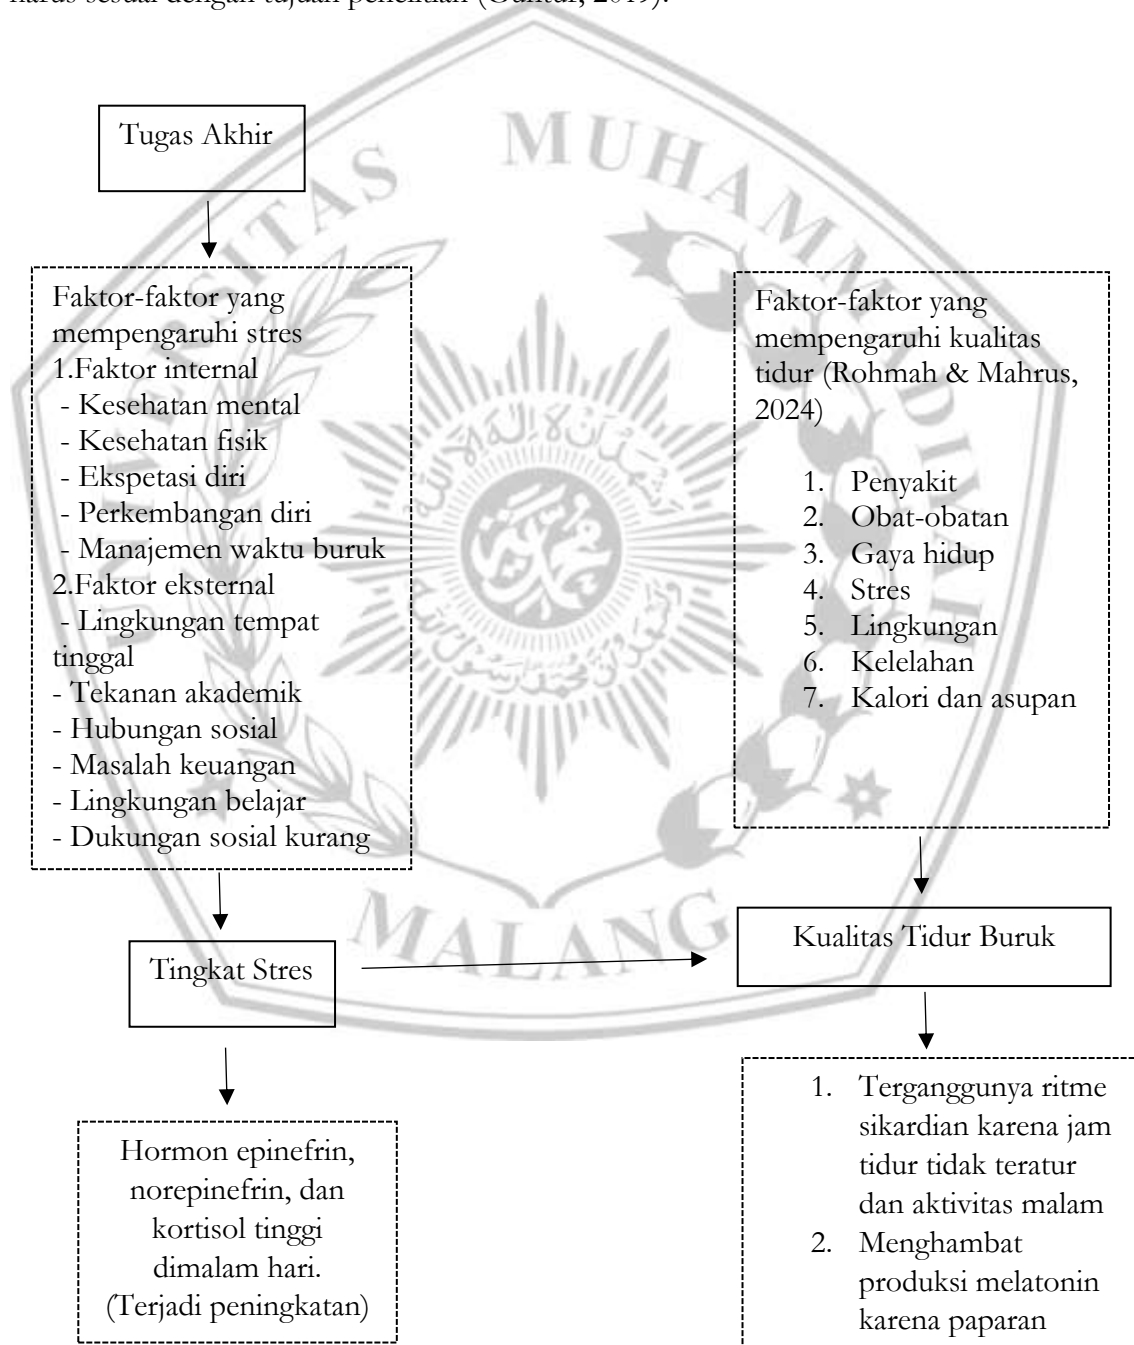 harus sesuai dengan tujuan penelitian (Guntur, 2019).
UNIVERSITAS MUHAMMADIYAH
MALANG
Tugas Akhir
Faktor-faktor yang
mempengaruhi stres
1.Faktor internal
- Kesehatan mental
- Kesehatan fisik
- Ekspetasi diri
- Perkembangan diri
- Manajemen waktu buruk
2.Faktor eksternal
- Lingkungan tempat
tinggal
- Tekanan akademik
- Hubungan sosial
- Masalah keuangan
- Lingkungan belajar
- Dukungan sosial kurang
Faktor-faktor yang
mempengaruhi kualitas
tidur (Rohmah & Mahrus,
2024)
1. Penyakit
2. Obat-obatan
3. Gaya hidup
4. Stres
5. Lingkungan
6. Kelelahan
7. Kalori dan asupan
Tingkat Stres
Kualitas Tidur Buruk
Hormon epinefrin,
norepinefrin, dan
kortisol tinggi
dimalam hari.
(Terjadi peningkatan)
1. Terganggunya ritme
sikardian karena jam
tidur tidak teratur
dan aktivitas malam
2. Menghambat
produksi melatonin
karena paparan